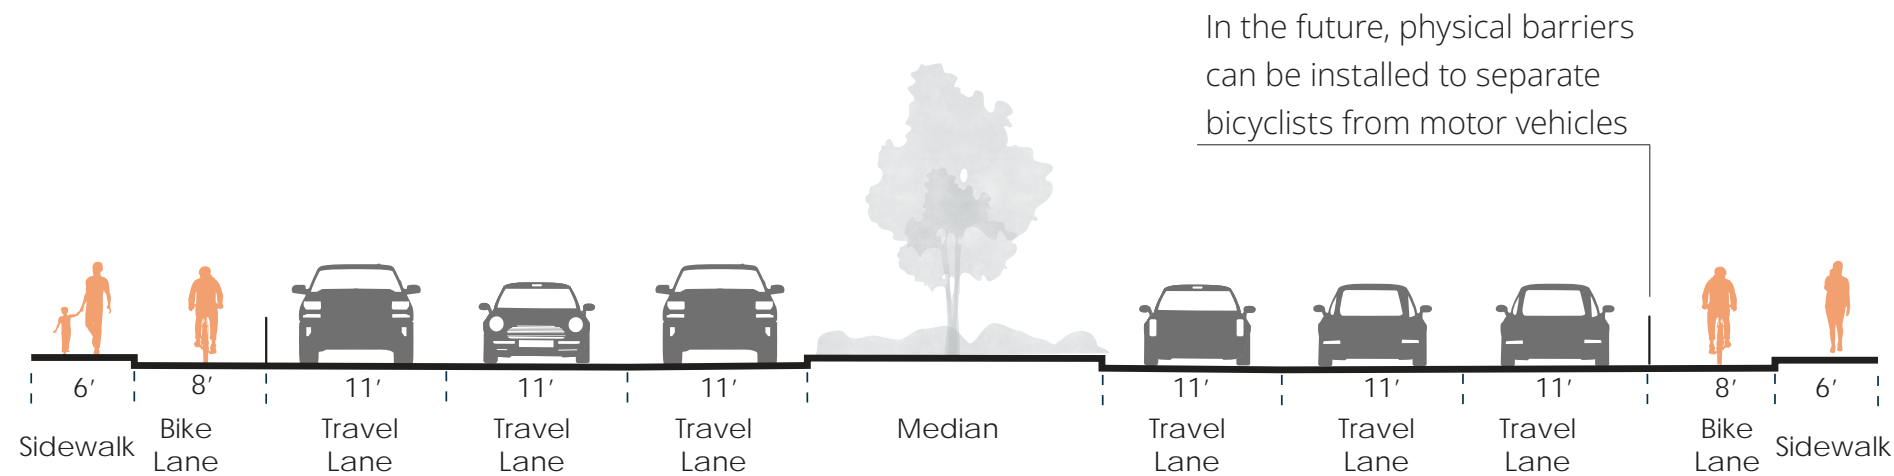 In the future, physical barriers
can be installed to separate
bicyclists from motor vehicles
6′ 8′ 11′ 11′ 11′ 11′ 11′ 11′ 8′ 6′
Sidewalk
Bike
Lane
Travel
Lane
Travel
Lane
Travel
Lane
Median
Travel
Lane
Travel
Lane
Travel
Lane
Bike
Lane
Sidewalk